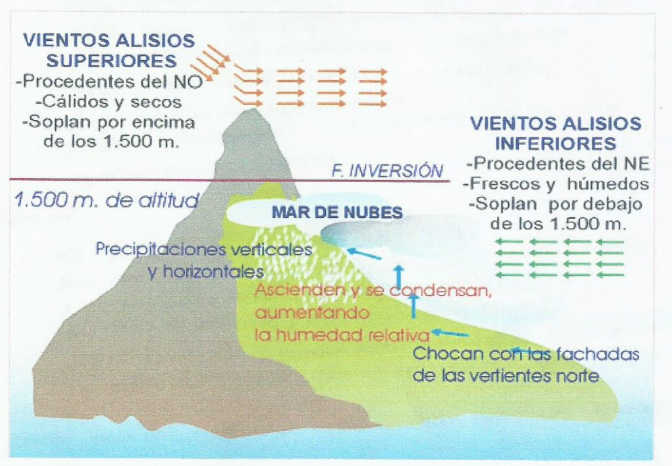 VIENTOS ALISIOS
SUPERIORES
-Procedentes del NO
-Cálidos y secos
-Soplan por encima
de los 1.500 m.
VIENTOS ALISIOS
INFERIORES
-Procedentes del NE
-Frescos y húmedos
-Soplan por debajo
de los 1.500 m.
F. INVERSIÓN
1.500 m. de altitud
MAR DE NUBES
Precipitaciones verticales
y horizontales
Ascienden y se condensan,
aumentando
la humedad relativa
Chocan con las fachadas
de las vertientes norte